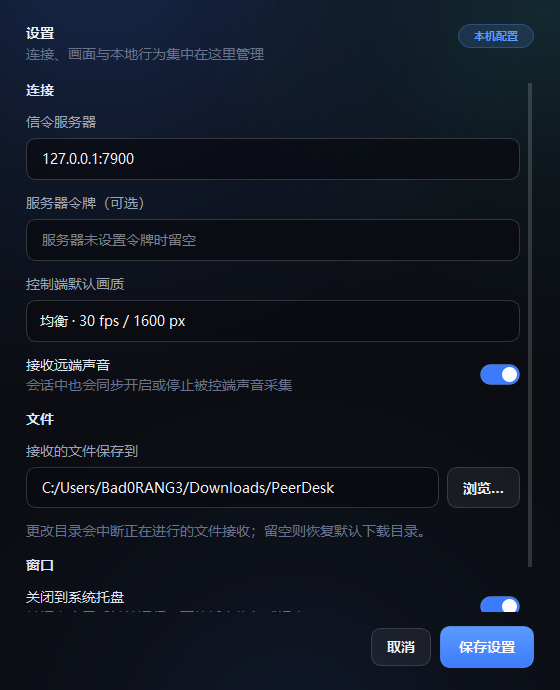 设置
本机配置
连接、画面与本地行为集中在这里管理
连接
信令服务器
127.0.0.1:7900
服务器令牌（可选）
服务器未设置令牌时留空
控制端默认画质
均衡 · 30 fps / 1600 px
接收远端声音
会话中也会同步开启或停止被控端声音采集
文件
接收的文件保存到
C:/Users/Bad0RANG3/Downloads/PeerDesk
浏览...
更改目录会中断正在进行的文件接收；留空则恢复默认下载目录。
窗口
关闭到系统托盘
取消
保存设置